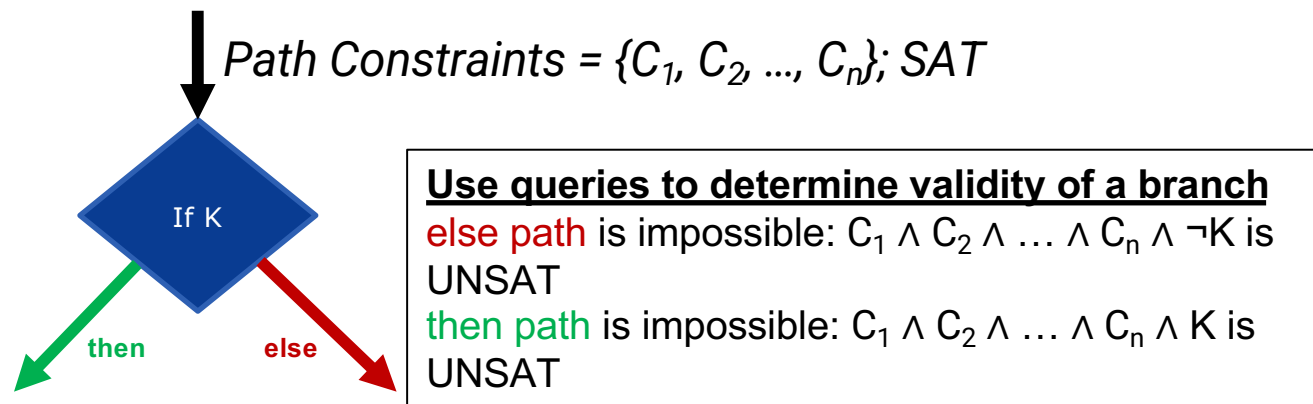 Path Constraints = {C₁, C₂, …, Cₙ}; SAT
If K
then
else
Use queries to determine validity of a branch
else path is impossible: C₁ ∧ C₂ ∧ … ∧ Cₙ ∧ ¬K is
UNSAT
then path is impossible: C₁ ∧ C₂ ∧ … ∧ Cₙ ∧ K is
UNSAT